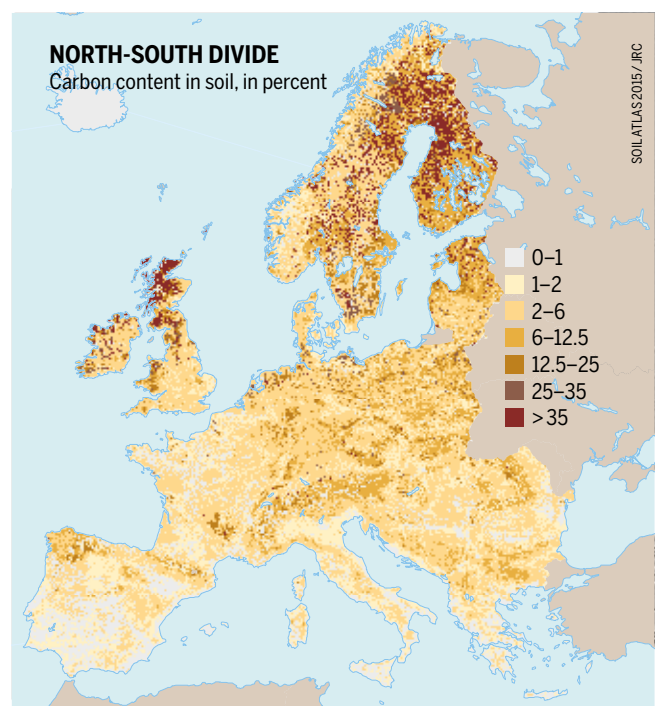 NORTH-SOUTH DIVIDE
Carbon content in soil, in percent
SOIL ATLAS 2015 / JRC
0–1
1–2
2–6
6–12.5
12.5–25
25–35
> 35